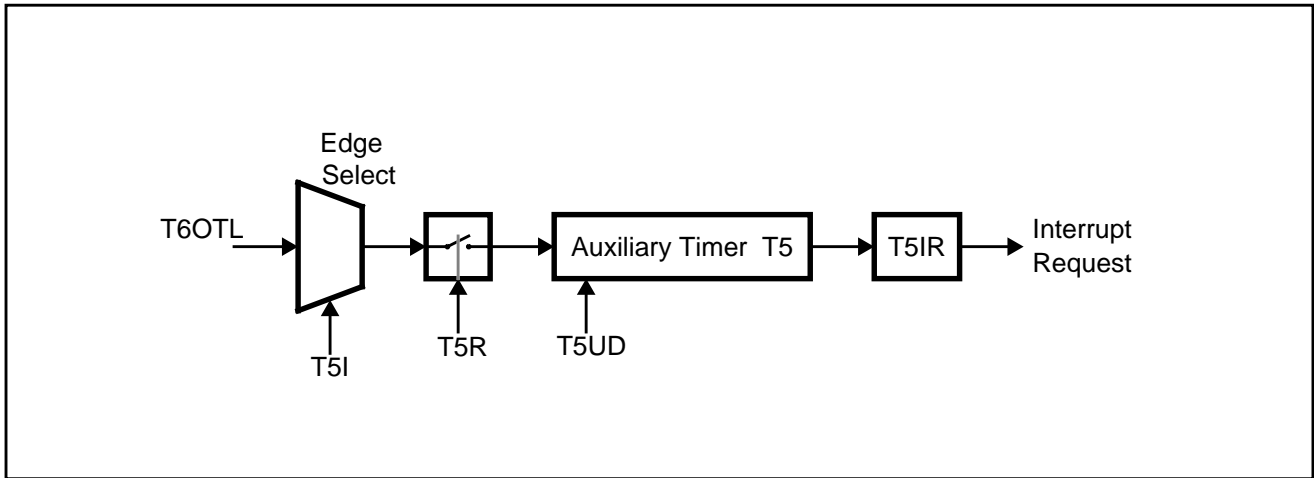 Edge
Select
T6OTL
Auxiliary Timer T5
T5IR
Interrupt
Request
T5I
T5R
T5UD